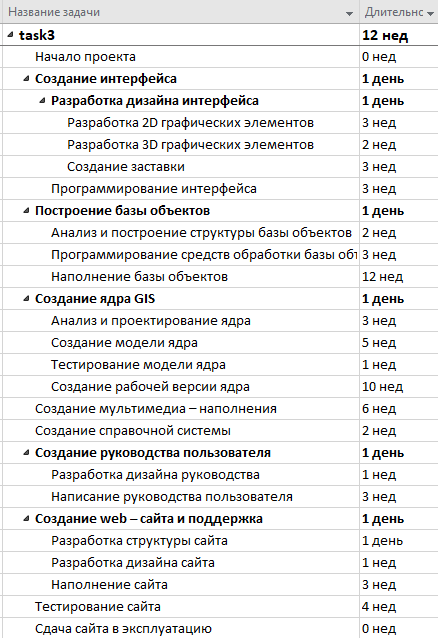 Название задачи Длительнс
task3 12 нед
Начало проекта 0 нед
Создание интерфейса 1 день
Разработка дизайна интерфейса 1 день
Разработка 2D графических элементов 3 нед
Разработка 3D графических элементов 2 нед
Создание заставки 3 нед
Программирование интерфейса 3 нед
Построение базы объектов 1 день
Анализ и построение структуры базы объектов 2 нед
Программирование средств обработки базы объ 3 нед
Наполнение базы объектов 12 нед
Создание ядра GIS 1 день
Анализ и проектирование ядра 3 нед
Создание модели ядра 5 нед
Тестирование модели ядра 1 нед
Создание рабочей версии ядра 10 нед
Создание мультимедиа – наполнения 6 нед
Создание справочной системы 2 нед
Создание руководства пользователя 1 день
Разработка дизайна руководства 1 нед
Написание руководства пользователя 3 нед
Создание web – сайта и поддержка 1 день
Разработка структуры сайта 1 день
Разработка дизайна сайта 1 нед
Наполнение сайта 3 нед
Тестирование сайта 4 нед
Сдача сайта в эксплуатацию 0 нед